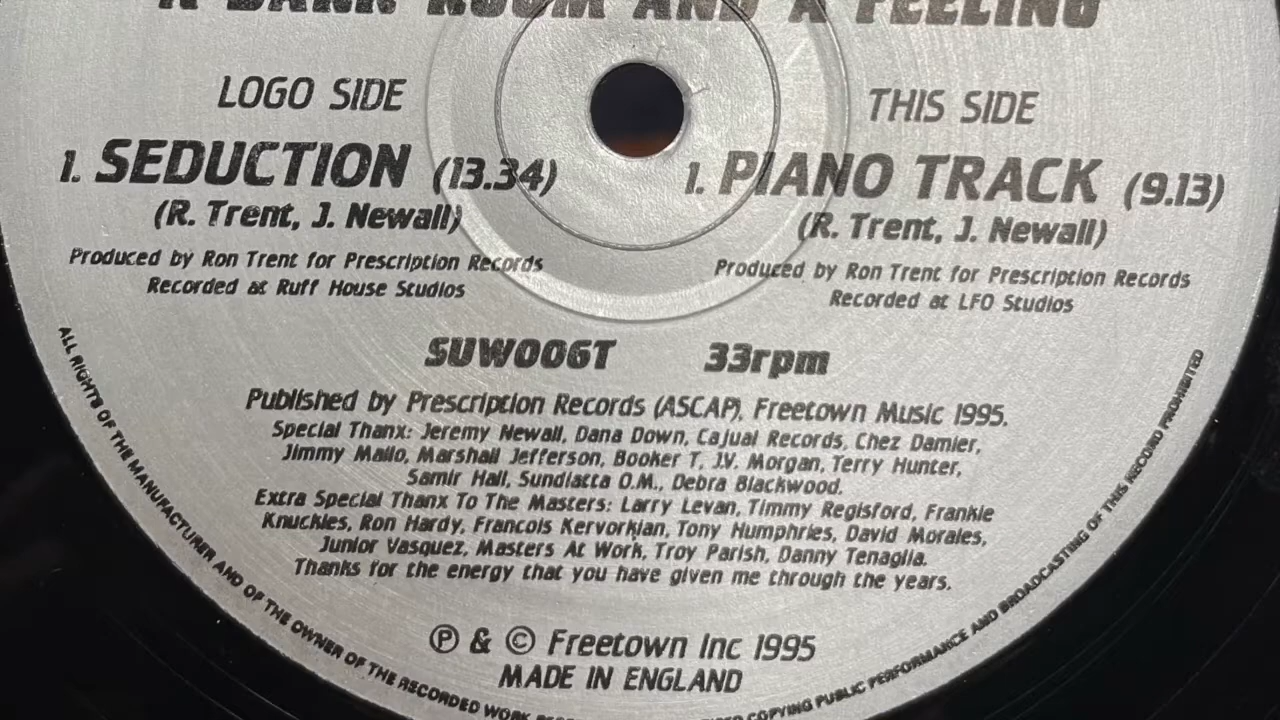 A DARK ROOM AND A FEELING
LOGO SIDE
1. SEDUCTION (13.34)
(R. Trent, J. Newall)
Produced by Ron Trent for Prescription Records
Recorded at Ruff House Studios
THIS SIDE
1. PIANO TRACK (9.13)
(R. Trent, J. Newall)
Produced by Ron Trent for Prescription Records
Recorded at LFO Studios
SUWOO6T 33rpm
Published by Prescription Records (ASCAP), Freetown Music 1995.
Special Thanx: Jeremy Newall, Dana Down, Cajual Records, Chez Damier,
Jimmy Mallo, Marshall Jefferson, Booker T, J.V. Morgan, Terry Hunter,
Samir Hall, Sundiatta O.M., Debra Blackwood.
Extra Special Thanx To The Masters: Larry Levan, Timmy Regisford, Frankie
Knuckles, Ron Hardy, Francois Kervorkian, Tony Humphries, David Morales,
Junior Vasquez, Masters At Work, Troy Parish, Danny Tenaglia.
Thanks for the energy that you have given me through the years.
Ⓟ & © Freetown Inc 1995
MADE IN ENGLAND
ALL RIGHTS OF THE MANUFACTURER AND OF THE OWNER OF THE RECORDED WORK
COPYING PUBLIC PERFORMANCE AND BROADCASTING OF THIS RECORD PROHIBITED